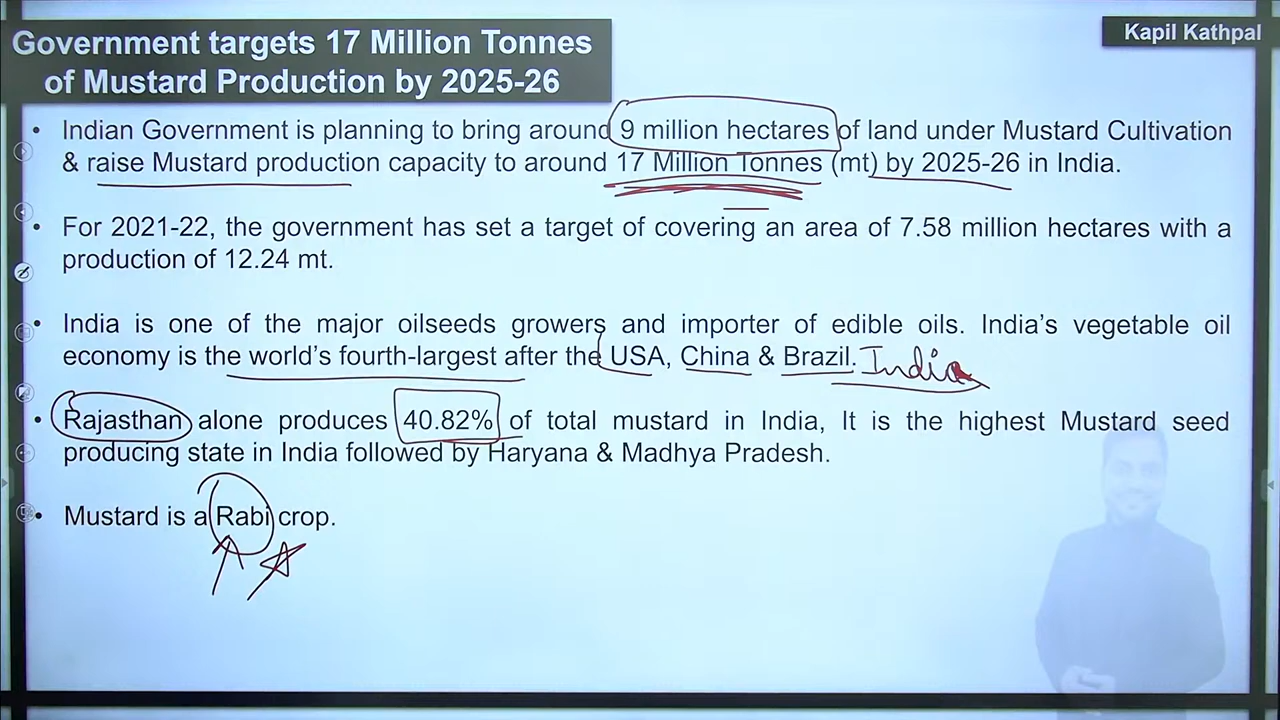 Government targets 17 Million Tonnes
of Mustard Production by 2025-26
Kapil Kathpal
• Indian Government is planning to bring around 9 million hectares of land under Mustard Cultivation
& raise Mustard production capacity to around 17 Million Tonnes (mt) by 2025-26 in India.
• For 2021-22, the government has set a target of covering an area of 7.58 million hectares with a
production of 12.24 mt.
• India is one of the major oilseeds growers and importer of edible oils. India's vegetable oil
economy is the world's fourth-largest after the USA, China & Brazil. India
• Rajasthan alone produces 40.82% of total mustard in India, It is the highest Mustard seed
producing state in India followed by Haryana & Madhya Pradesh.
• Mustard is a Rabi crop.